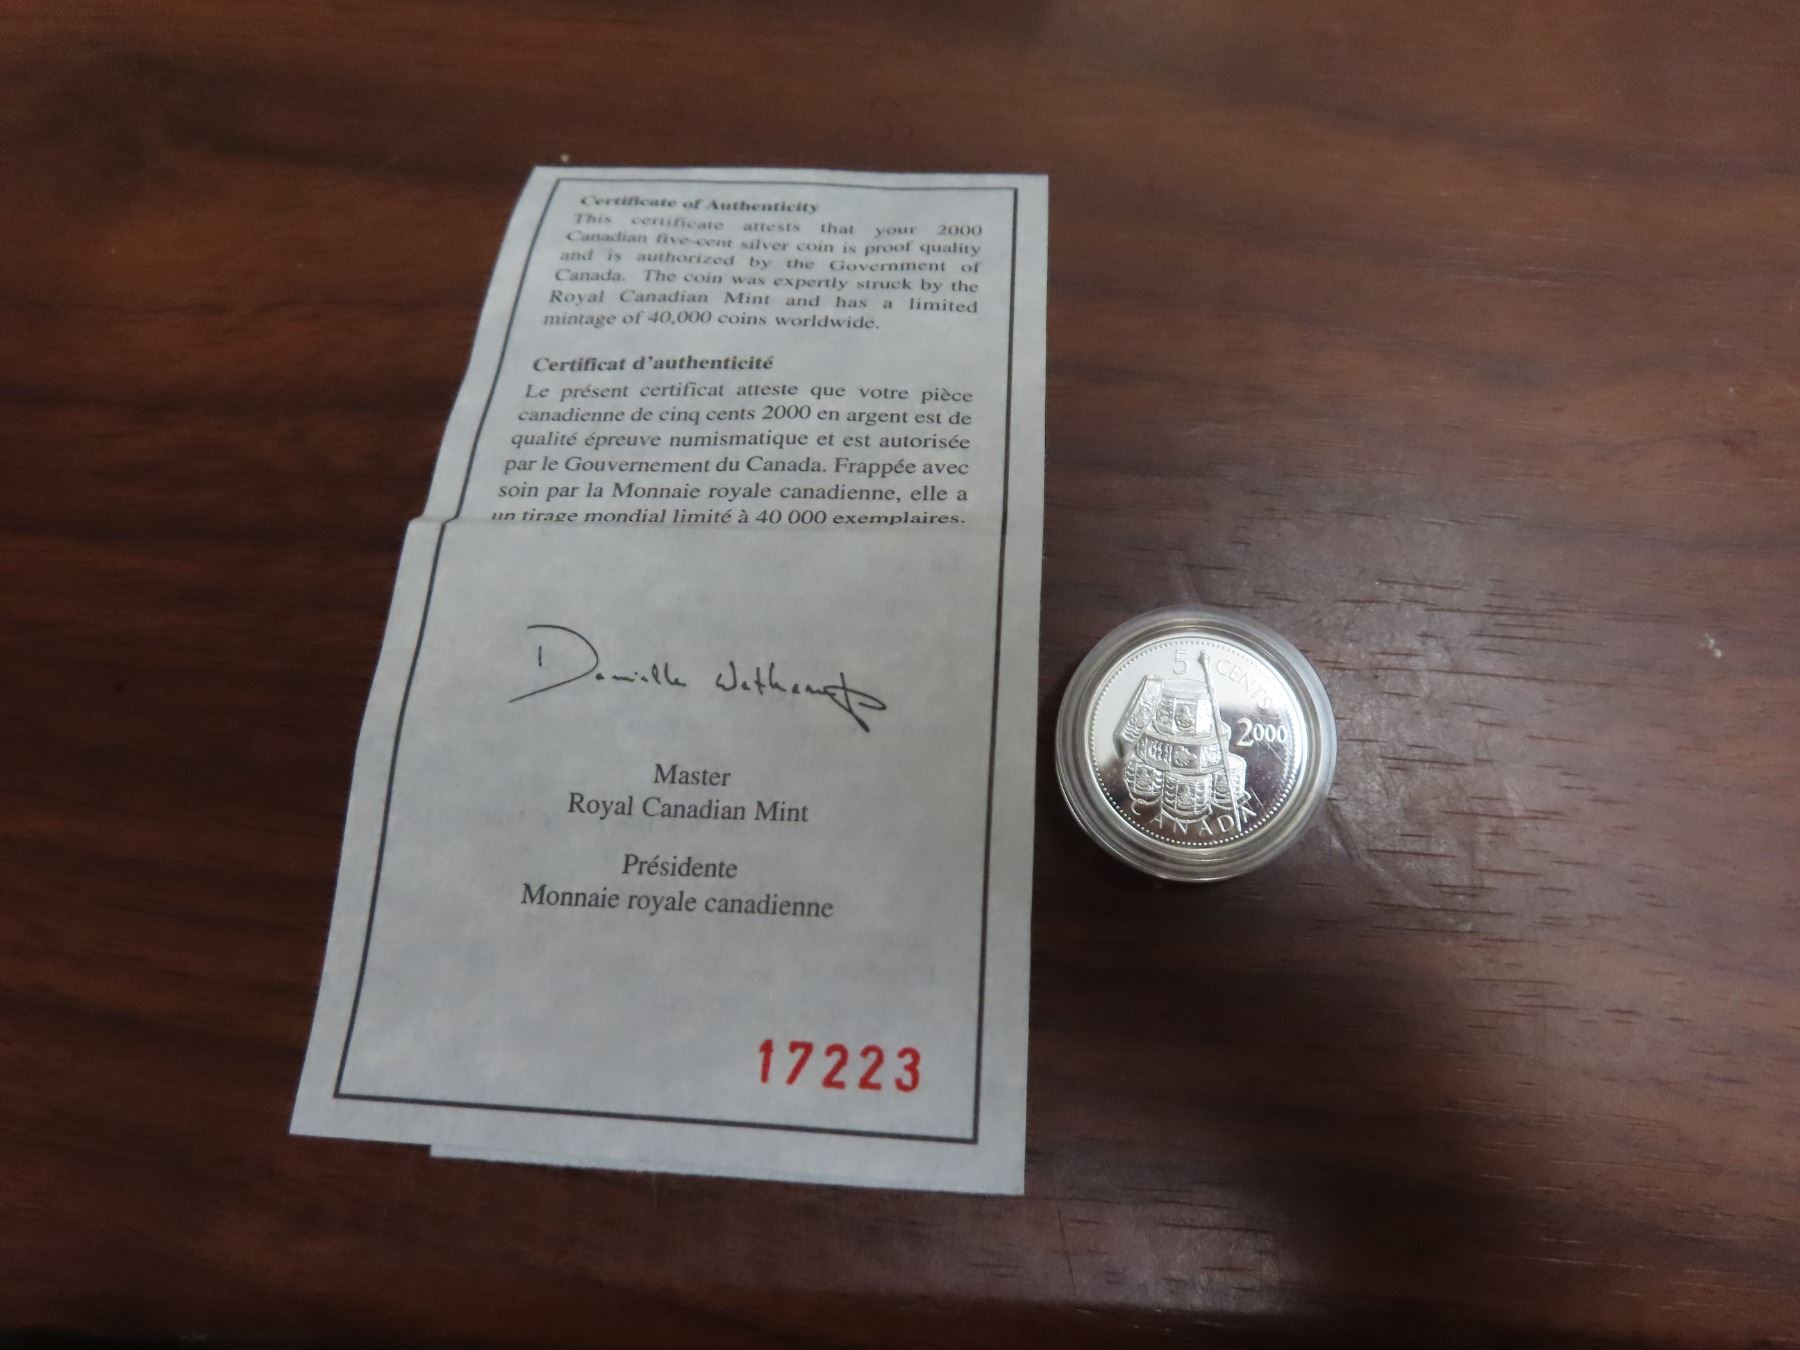 Certificate of Authenticity
This certificate attests that your 2000
Canadian five-cent silver coin is proof quality
and is authorized by the Government of
Canada. The coin was expertly struck by the
Royal Canadian Mint and has a limited
mintage of 40,000 coins worldwide.
Certificat d'authenticité
Le présent certificat atteste que votre pièce
canadienne de cinq cents 2000 en argent est de
qualité épreuve numismatique et est autorisée
par le Gouvernement du Canada. Frappée avec
soin par la Monnaie royale canadienne, elle a
un tirage mondial limité à 40 000 exemplaires.
Master
Royal Canadian Mint
Présidente
Monnaie royale canadienne
17223
5 CENTS
2000
CANADA